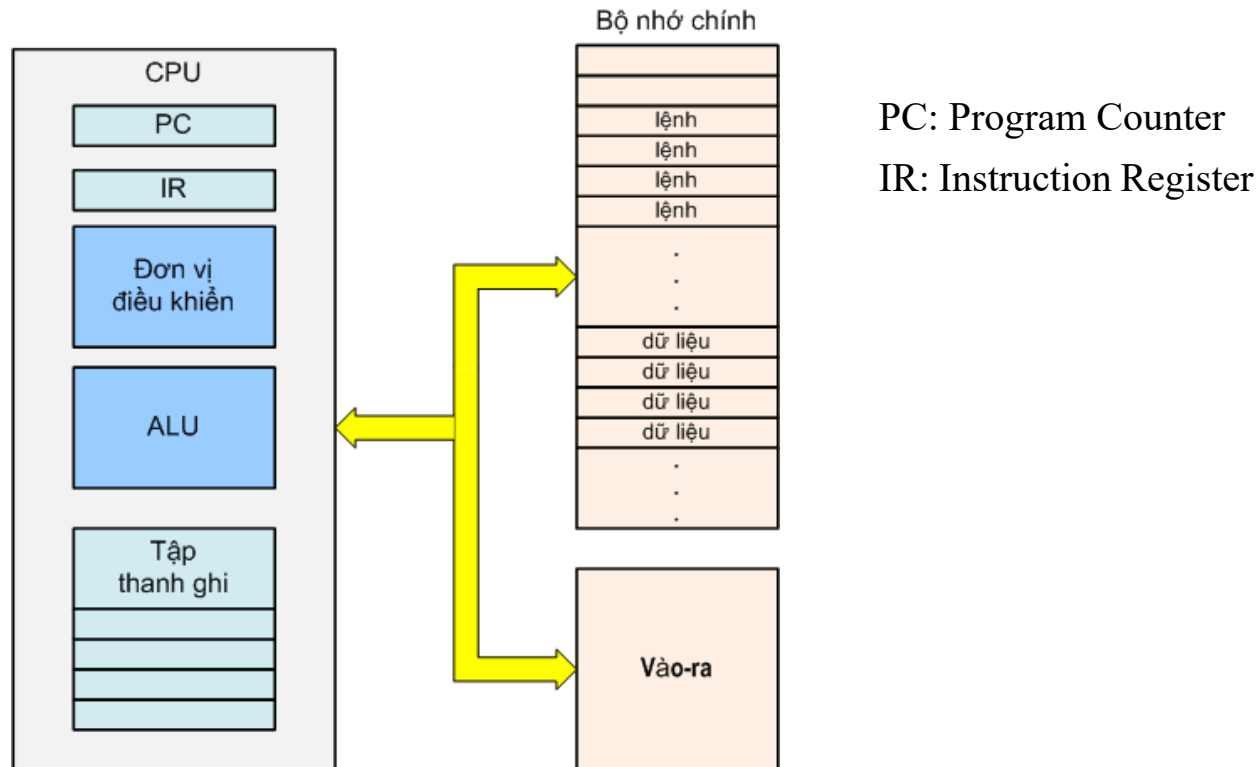 Bộ nhớ chính
CPU
PC
IR
Đơn vị
điều khiển
ALU
Tập
thanh ghi
lệnh
lệnh
lệnh
lệnh
.
.
.
dữ liệu
dữ liệu
dữ liệu
dữ liệu
.
.
.
Vào-ra
PC: Program Counter
IR: Instruction Register